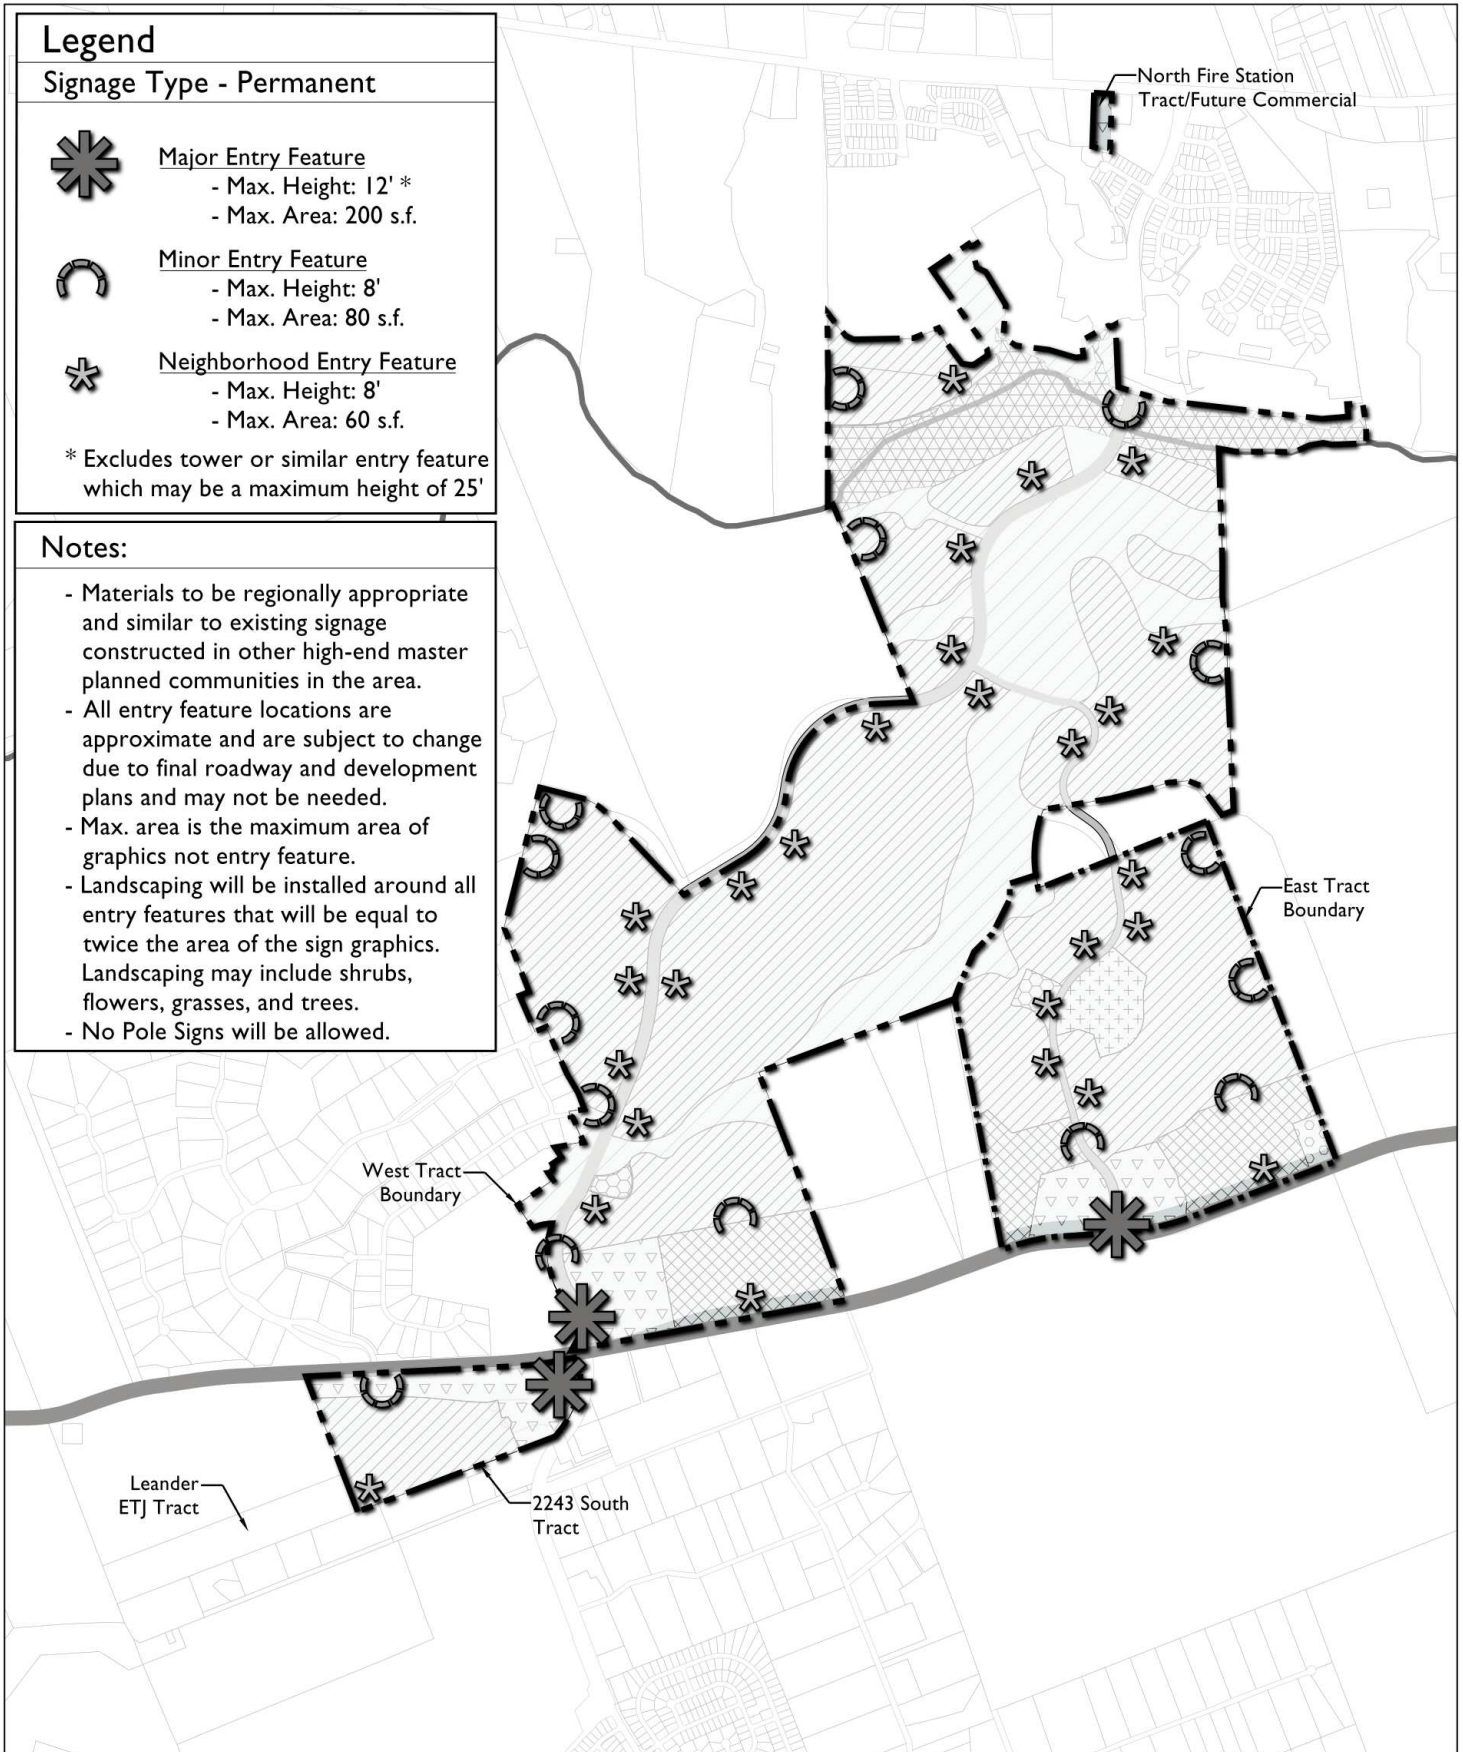 Legend
Signage Type - Permanent
Major Entry Feature
- Max. Height: 12' *
- Max. Area: 200 s.f.
Minor Entry Feature
- Max. Height: 8'
- Max. Area: 80 s.f.
Neighborhood Entry Feature
- Max. Height: 8'
- Max. Area: 60 s.f.
* Excludes tower or similar entry feature
which may be a maximum height of 25'
Notes:
- Materials to be regionally appropriate
and similar to existing signage
constructed in other high-end master
planned communities in the area.
- All entry feature locations are
approximate and are subject to change
due to final roadway and development
plans and may not be needed.
- Max. area is the maximum area of
graphics not entry feature.
- Landscaping will be installed around all
entry features that will be equal to
twice the area of the sign graphics.
Landscaping may include shrubs,
flowers, grasses, and trees.
- No Pole Signs will be allowed.
North Fire Station
Tract/Future Commercial
East Tract
Boundary
West Tract
Boundary
Leander
ETJ Tract
2243 South
Tract